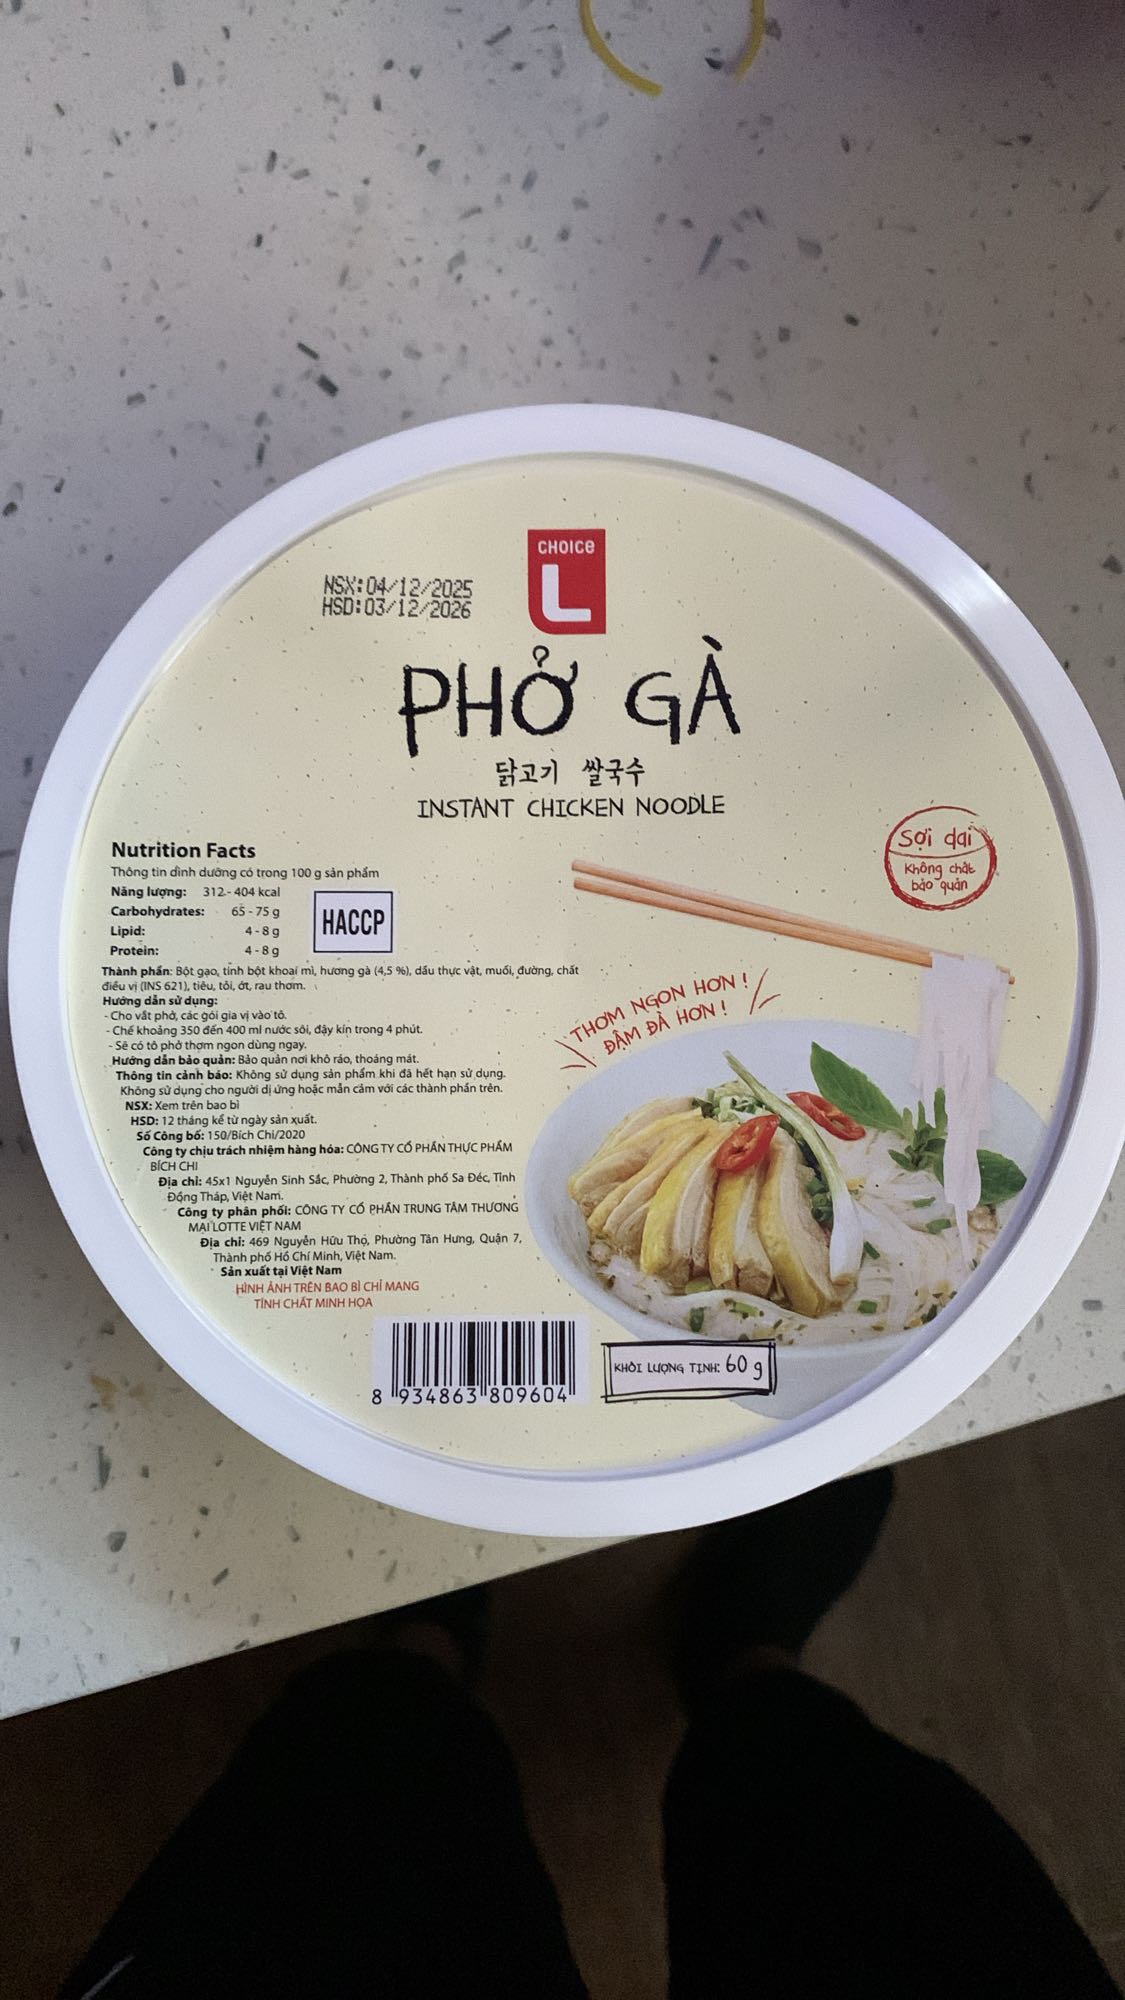 CHOICe
L
NSX:04/12/2025
HSD:03/12/2026
PHỞ GÀ
닭고기 쌀국수
INSTANT CHICKEN NOODLE
Sợi dai
Không chất
bảo quản
Nutrition Facts
Thông tin dinh dưỡng có trong 100 g sản phẩm
Năng lượng: 312 - 404 kcal
Carbohydrates: 65 - 75 g
Lipid: 4 - 8 g
Protein: 4 - 8 g
HACCP
Thành phần: Bột gạo, tinh bột khoai mì, hương gà (4,5 %), dầu thực vật, muối, đường, chất
điều vị (INS 621), tiêu, tỏi, ớt, rau thơm.
Hướng dẫn sử dụng:
- Cho vắt phở, các gói gia vị vào tô.
- Chế khoảng 350 đến 400 ml nước sôi, đậy kín trong 4 phút.
- Sẽ có tô phở thơm ngon dùng ngay.
Hướng dẫn bảo quản: Bảo quản nơi khô ráo, thoáng mát.
Thông tin cảnh báo: Không sử dụng sản phẩm khi đã hết hạn sử dụng.
Không sử dụng cho người dị ứng hoặc mẫn cảm với các thành phần trên.
NSX: Xem trên bao bì
HSD: 12 tháng kể từ ngày sản xuất.
Số Công bố: 150/Bích Chi/2020
Công ty chịu trách nhiệm hàng hóa: CÔNG TY CỔ PHẦN THỰC PHẨM
BÍCH CHI
Địa chỉ: 45x1 Nguyễn Sinh Sắc, Phường 2, Thành phố Sa Đéc, Tỉnh
Đồng Tháp, Việt Nam.
Công ty phân phối: CÔNG TY CỔ PHẦN TRUNG TÂM THƯƠNG
MẠI LOTTE VIỆT NAM
Địa chỉ: 469 Nguyễn Hữu Thọ, Phường Tân Hưng, Quận 7,
Thành phố Hồ Chí Minh, Việt Nam.
Sản xuất tại Việt Nam
HÌNH ẢNH TRÊN BAO BÌ CHỈ MANG
TÍNH CHẤT MINH HỌA
THƠM NGON HƠN !
ĐẬM ĐÀ HƠN !
8 934863 809604
KHỐI LƯỢNG TỊNH: 60 g